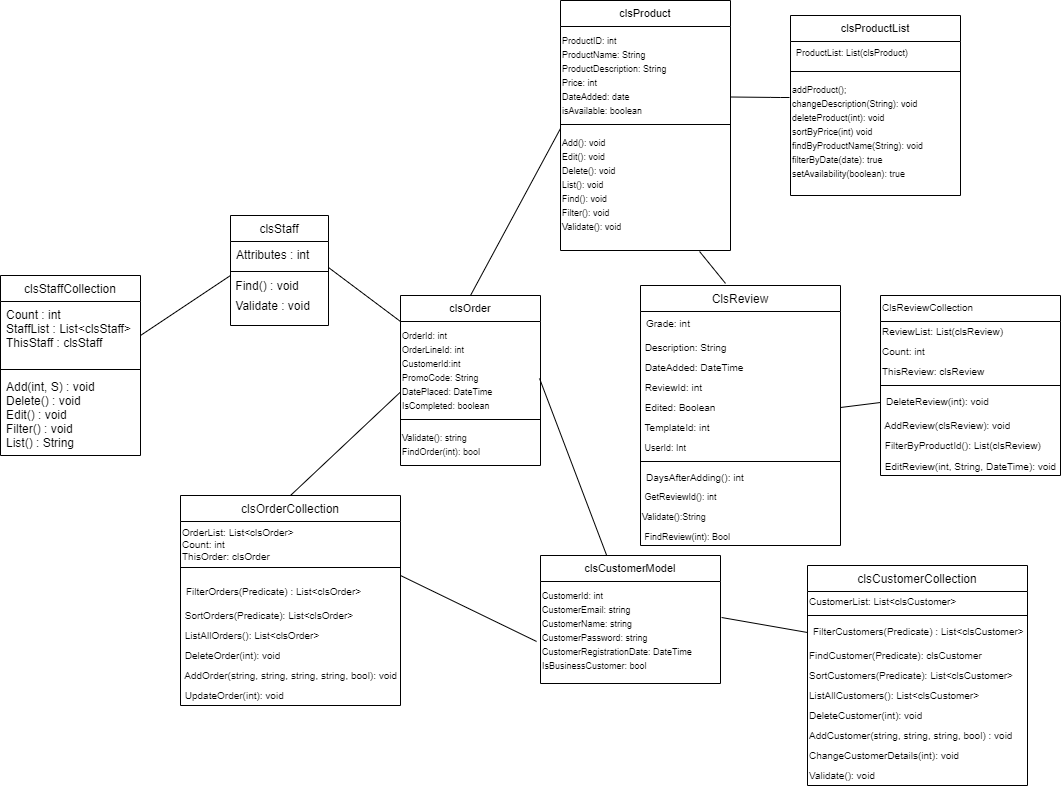 clsProduct
ProductID: int
ProductName: String
ProductDescription: String
Price: int
DateAdded: date
isAvailable: boolean
Add(): void
Edit(): void
Delete(): void
List(): void
Find(): void
Filter(): void
Validate(): void
clsProductList
ProductList: List(clsProduct)
addProduct();
changeDescription(String): void
deleteProduct(int): void
sortByPrice(int) void
findByProductName(String): void
filterByDate(date): true
setAvailability(boolean): true
clsStaff
Attributes : int
Find() : void
Validate : void
clsStaffCollection
Count : int
StaffList : List<clsStaff>
ThisStaff : clsStaff
Add(int, S) : void
Delete() : void
Edit() : void
Filter() : void
List() : String
clsOrder
OrderId: int
OrderLineId: int
CustomerId:int
PromoCode: String
DatePlaced: DateTime
IsCompleted: boolean
Validate(): string
FindOrder(int): bool
ClsReview
Grade: int
Description: String
DateAdded: DateTime
ReviewId: int
Edited: Boolean
TemplateId: int
UserId: Int
DaysAfterAdding(): int
GetReviewId(): int
Validate():String
FindReview(int): Bool
ClsReviewCollection
ReviewList: List(clsReview)
Count: int
ThisReview: clsReview
DeleteReview(int): void
AddReview(clsReview): void
FilterByProductId(): List(clsReview)
EditReview(int, String, DateTime): void
clsOrderCollection
OrderList: List<clsOrder>
Count: int
ThisOrder: clsOrder
FilterOrders(Predicate) : List<clsOrder>
SortOrders(Predicate): List<clsOrder>
ListAllOrders(): List<clsOrder>
DeleteOrder(int): void
AddOrder(string, string, string, string, bool): void
UpdateOrder(int): void
clsCustomerModel
CustomerId: int
CustomerEmail: string
CustomerName: string
CustomerPassword: string
CustomerRegistrationDate: DateTime
IsBusinessCustomer: bool
clsCustomerCollection
CustomerList: List<clsCustomer>
FilterCustomers(Predicate) : List<clsCustomer>
FindCustomer(Predicate): clsCustomer
SortCustomers(Predicate): List<clsCustomer>
ListAllCustomers(): List<clsCustomer>
DeleteCustomer(int): void
AddCustomer(string, string, string, bool) : void
ChangeCustomerDetails(int): void
Validate(): void